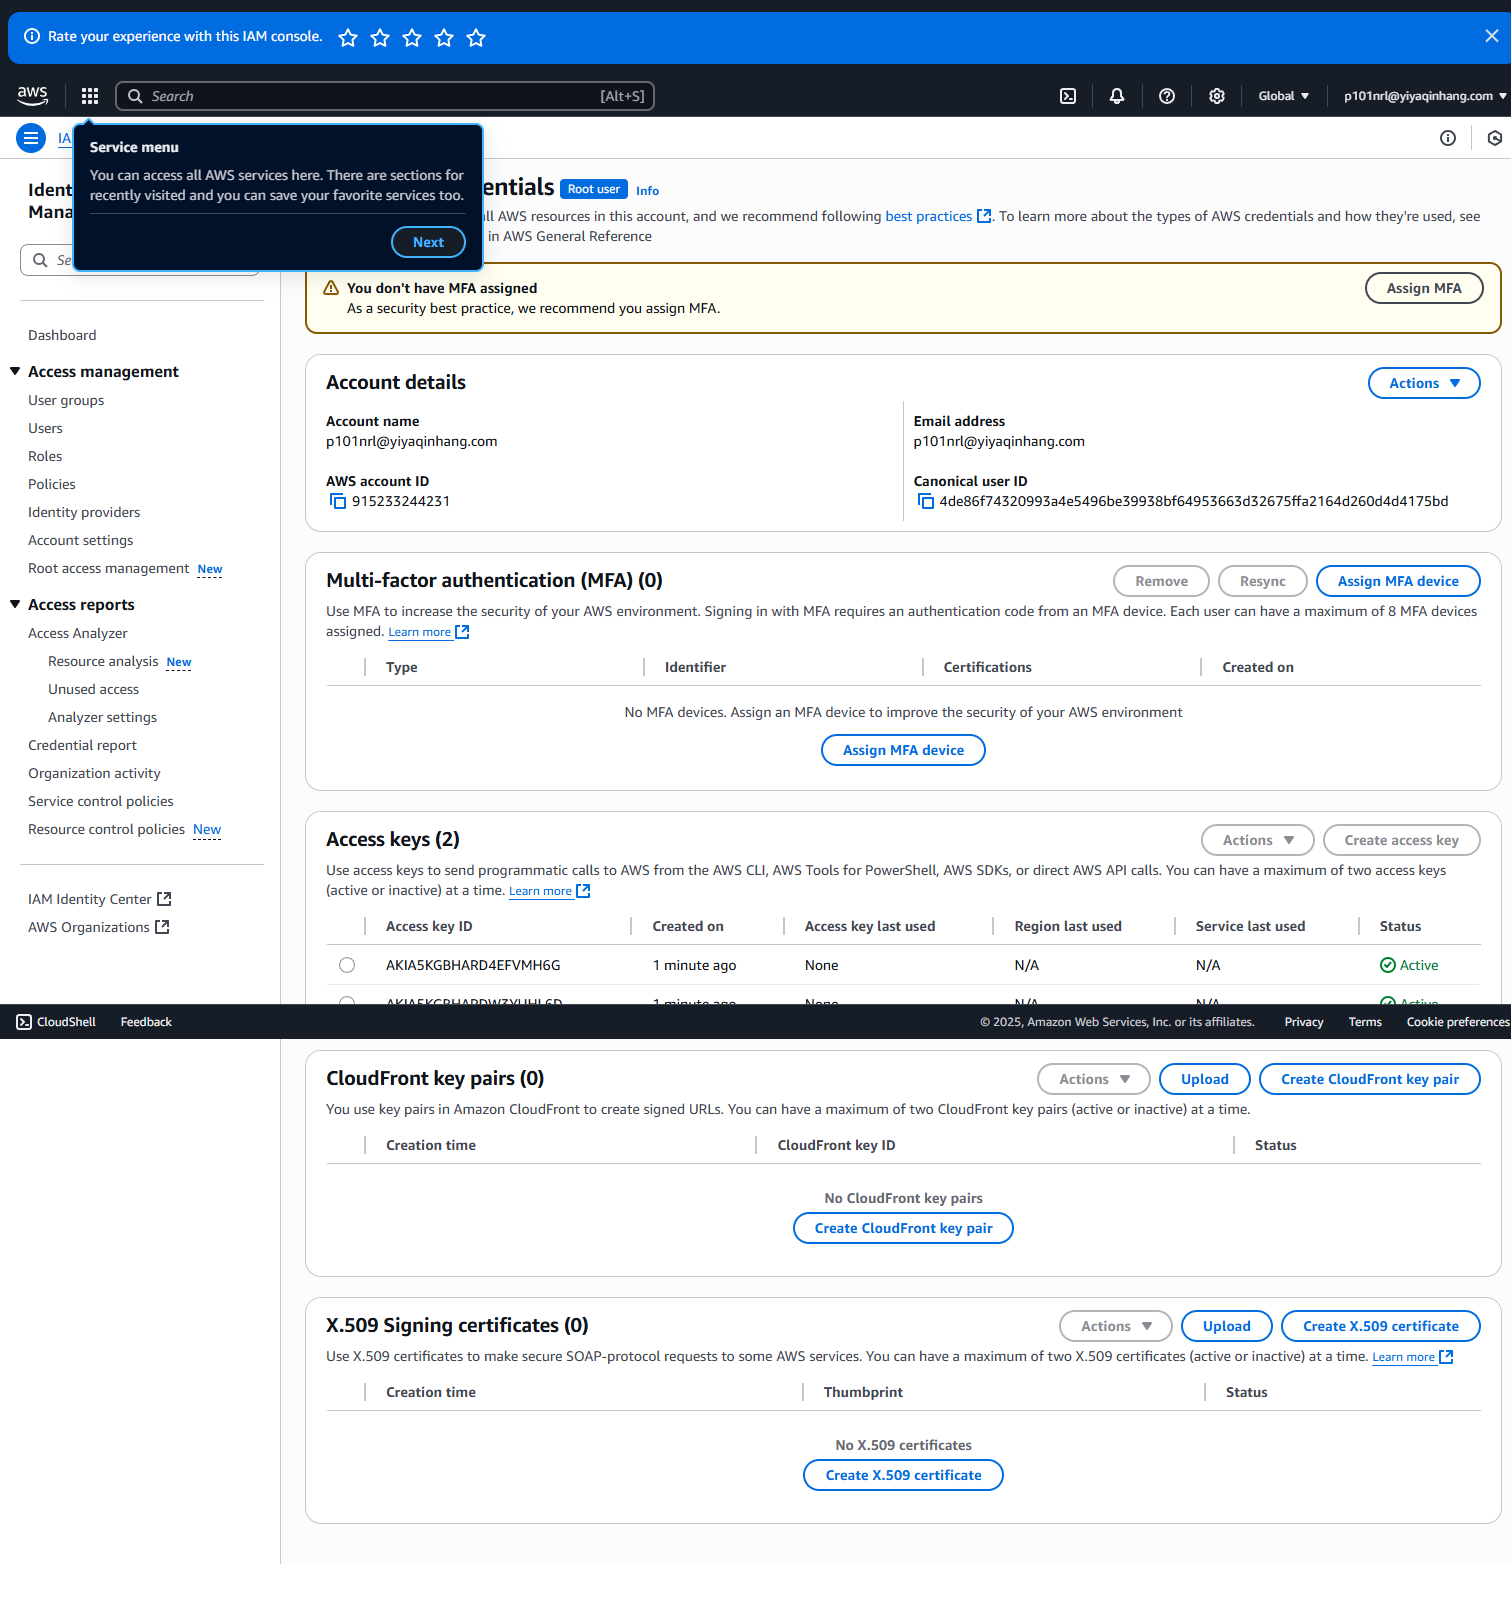 Rate your experience with this IAM console.
aws
Search
[Alt+S]
Global
p101nrl@yiyaqinhang.com
IA
Service menu
You can access all AWS services here. There are sections for
recently visited and you can save your favorite services too.
Next
Ident
Mana
Se
Dashboard
Access management
User groups
Users
Roles
Policies
Identity providers
Account settings
Root access management New
Access reports
Access Analyzer
Resource analysis New
Unused access
Analyzer settings
Credential report
Organization activity
Service control policies
Resource control policies New
IAM Identity Center
AWS Organizations
entials Root user Info
ll AWS resources in this account, and we recommend following best practices. To learn more about the types of AWS credentials and how they're used, see
in AWS General Reference
You don't have MFA assigned
As a security best practice, we recommend you assign MFA.
Assign MFA
Account details
Actions
Account name
p101nrl@yiyaqinhang.com
Email address
p101nrl@yiyaqinhang.com
AWS account ID
915233244231
Canonical user ID
4de86f74320993a4e5496be39938bf64953663d32675ffa2164d260d4d4175bd
Multi-factor authentication (MFA) (0)
Remove
Resync
Assign MFA device
Use MFA to increase the security of your AWS environment. Signing in with MFA requires an authentication code from an MFA device. Each user can have a maximum of 8 MFA devices
assigned. Learn more
Type Identifier Certifications Created on
No MFA devices. Assign an MFA device to improve the security of your AWS environment
Assign MFA device
Access keys (2)
Actions
Create access key
Use access keys to send programmatic calls to AWS from the AWS CLI, AWS Tools for PowerShell, AWS SDKs, or direct AWS API calls. You can have a maximum of two access keys
(active or inactive) at a time. Learn more
Access key ID Created on Access key last used Region last used Service last used Status
AKIA5KGBHARD4EFVMH6G 1 minute ago None N/A N/A Active
1 minute ago None N/A N/A Active
CloudShell Feedback
© 2025, Amazon Web Services, Inc. or its affiliates. Privacy Terms Cookie preferences
CloudFront key pairs (0)
Actions
Upload
Create CloudFront key pair
You use key pairs in Amazon CloudFront to create signed URLs. You can have a maximum of two CloudFront key pairs (active or inactive) at a time.
Creation time CloudFront key ID Status
No CloudFront key pairs
Create CloudFront key pair
X.509 Signing certificates (0)
Actions
Upload
Create X.509 certificate
Use X.509 certificates to make secure SOAP-protocol requests to some AWS services. You can have a maximum of two X.509 certificates (active or inactive) at a time. Learn more
Creation time Thumbprint Status
No X.509 certificates
Create X.509 certificate